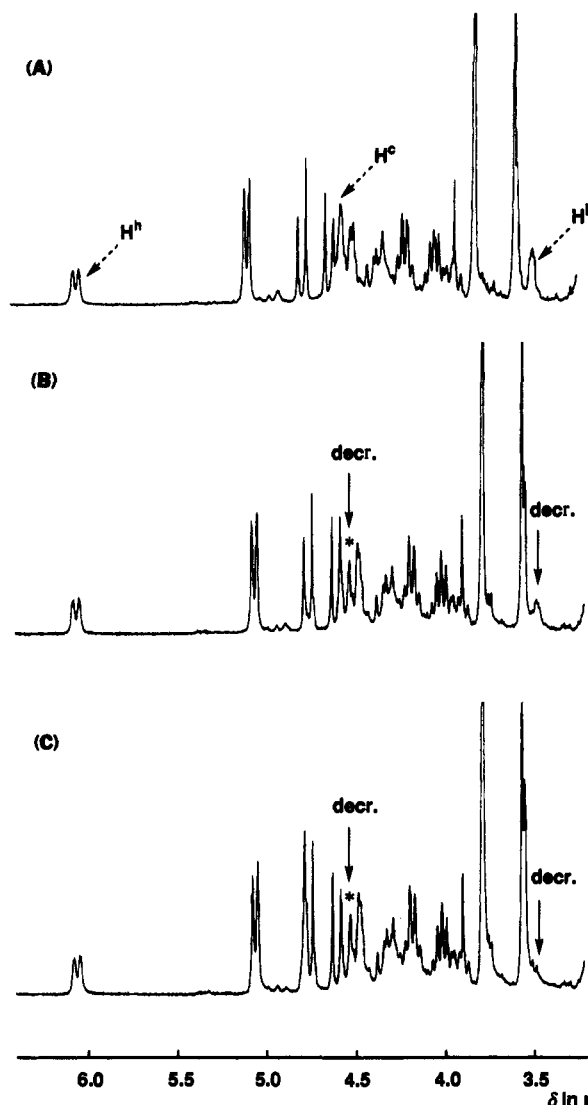 (A)
Hᶜ
Hʰ
(B)
decr.
decr.
*
(C)
decr.
decr.
*
6.0 5.5 5.0 4.5 4.0 3.5
δ in